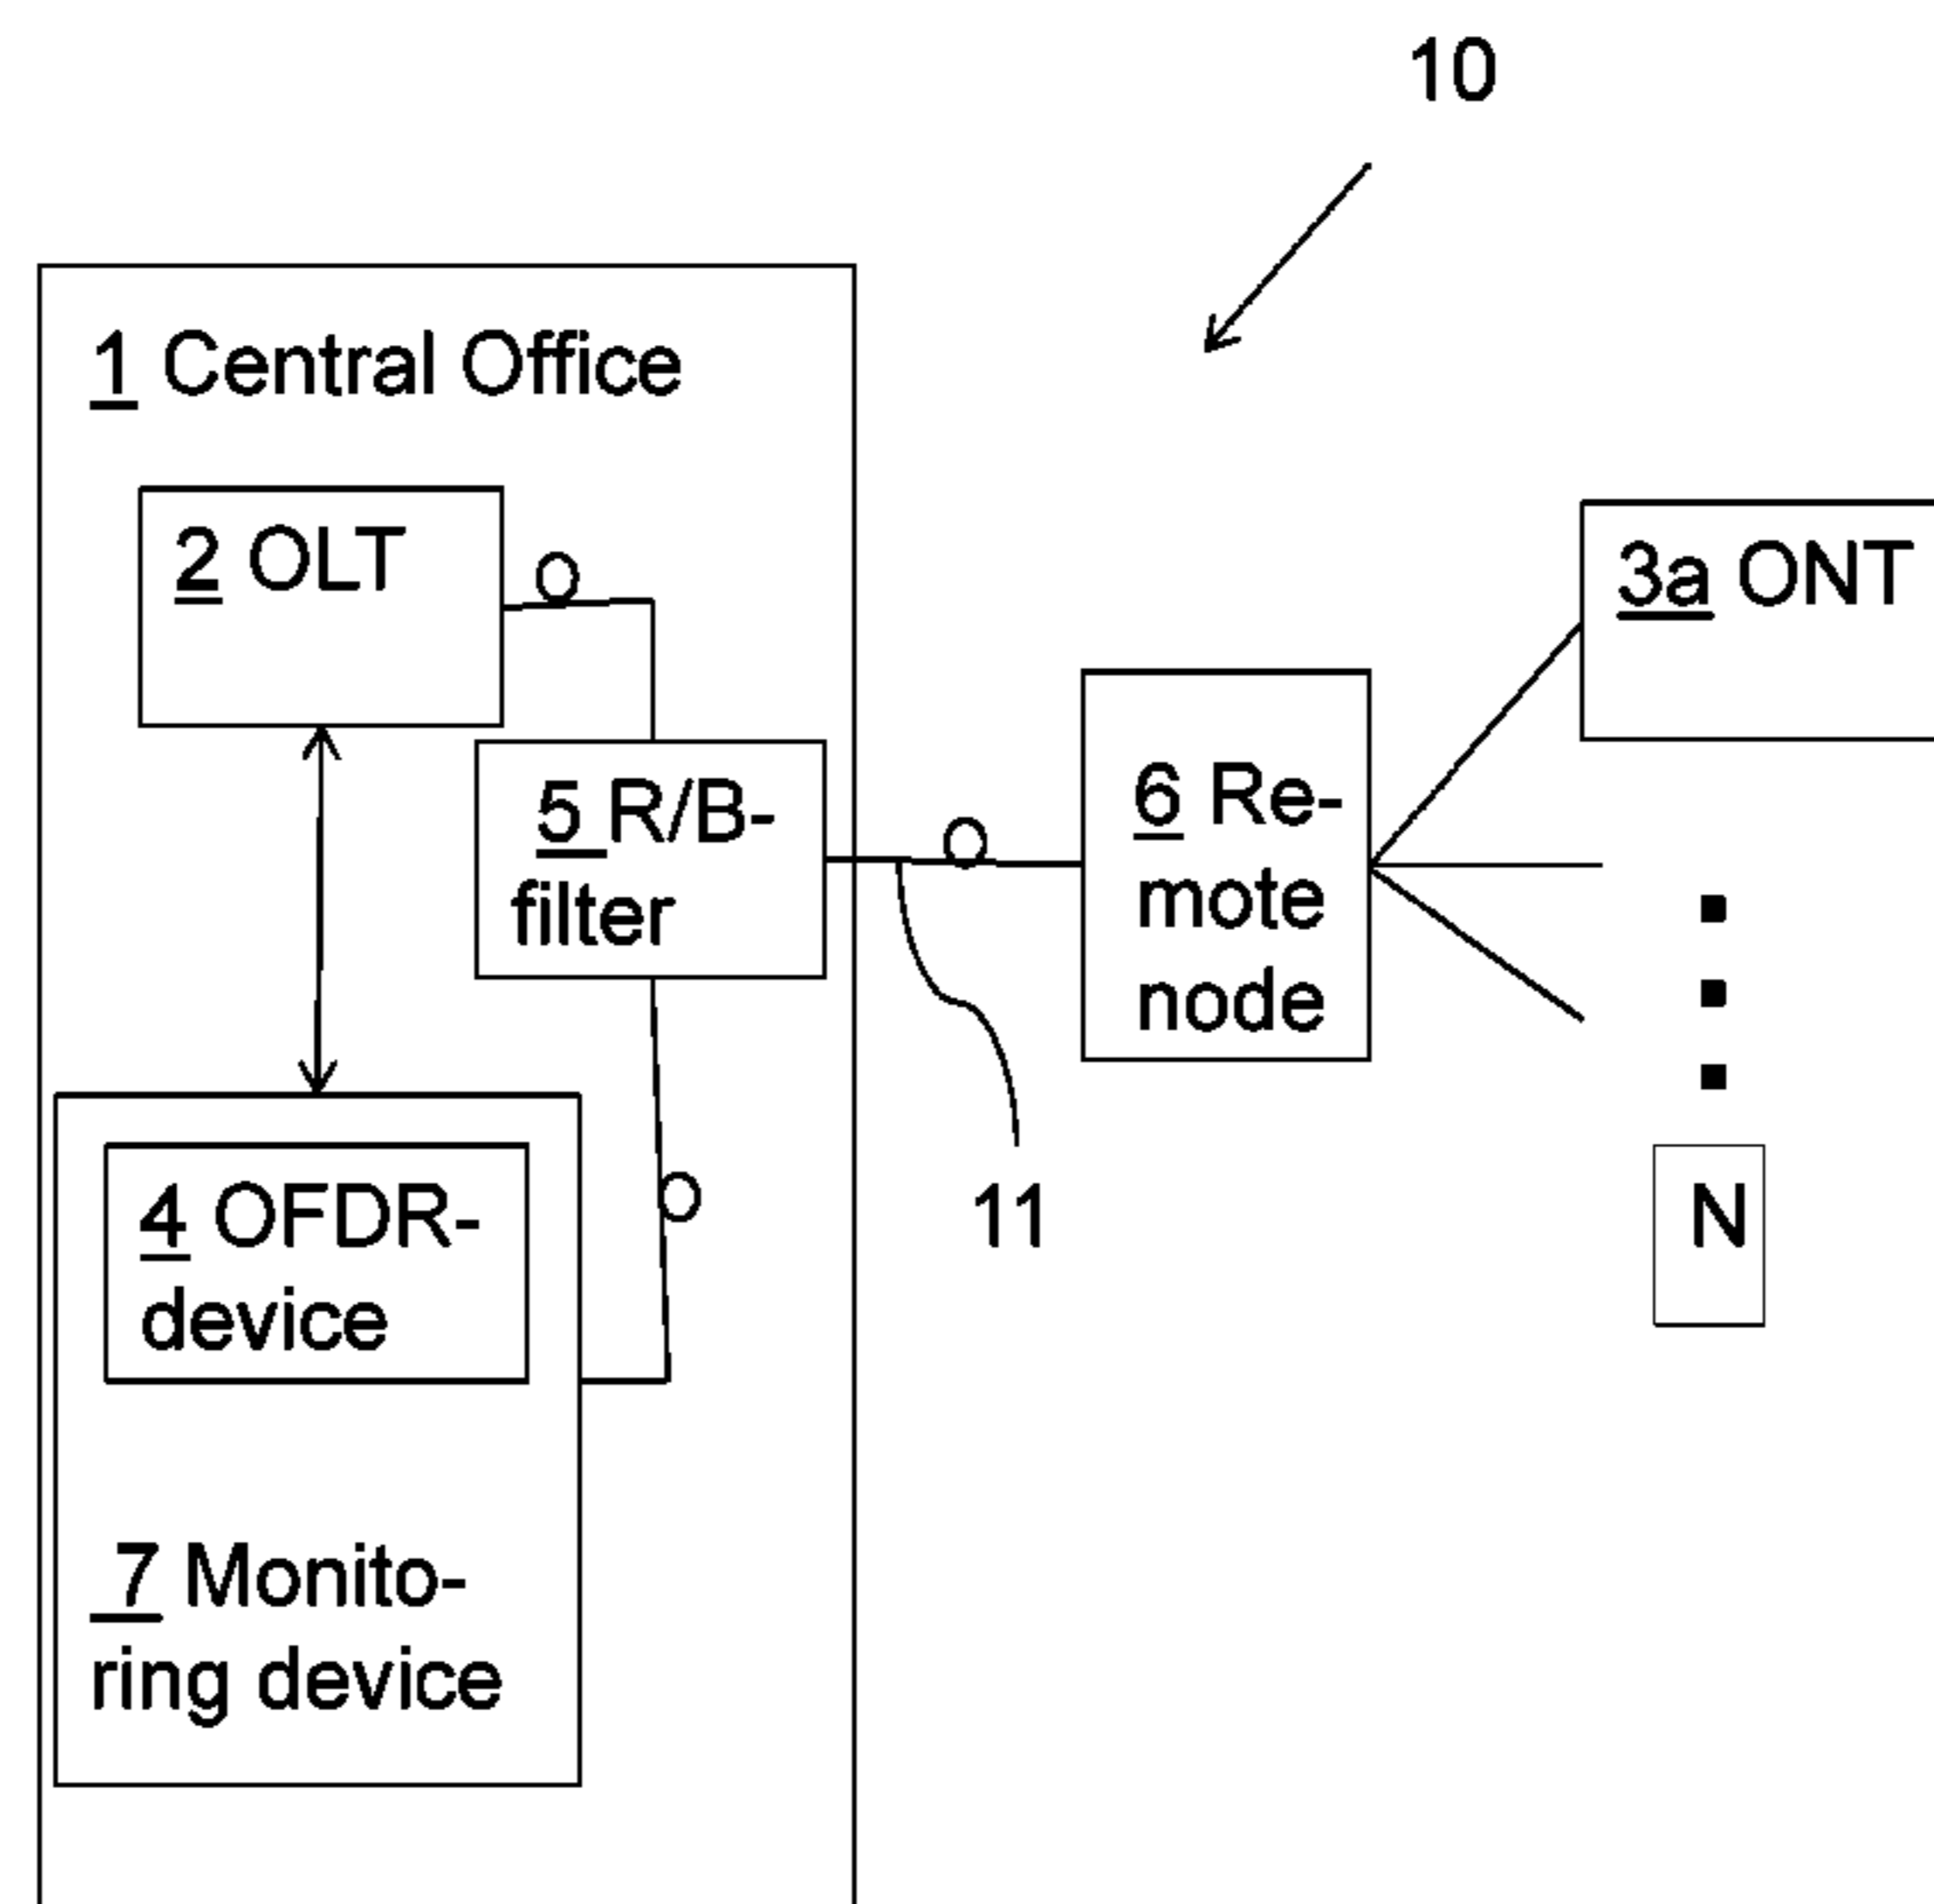 10
1 Central Office
2 OLT
3a ONT
5 R/B-
filter
6 Re-
mote
node
11
4 OFDR-
device
N
7 Monito-
ring device